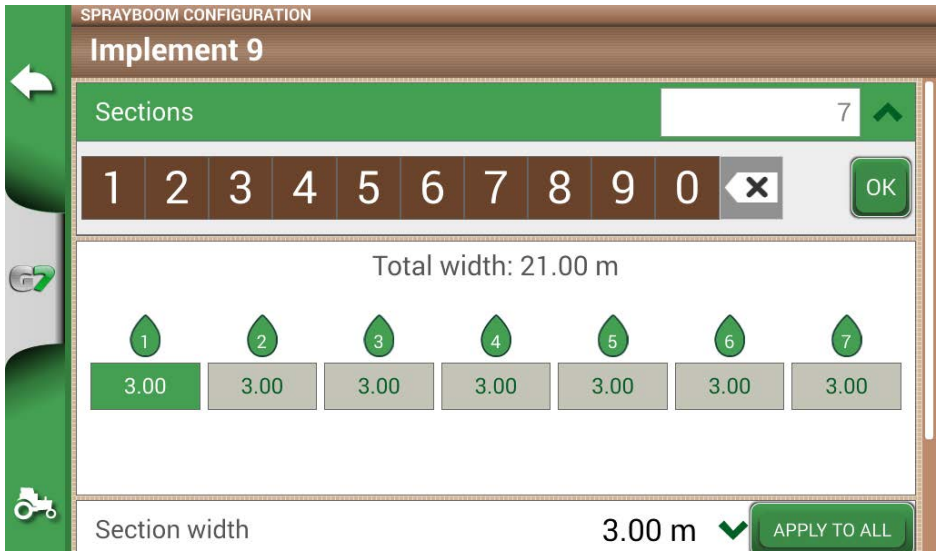 SPRAYBOOM CONFIGURATION
Implement 9
Sections 7
1 2 3 4 5 6 7 8 9 0 OK
G7
Total width: 21.00 m
1 2 3 4 5 6 7
3.00 3.00 3.00 3.00 3.00 3.00 3.00
Section width 3.00 m APPLY TO ALL